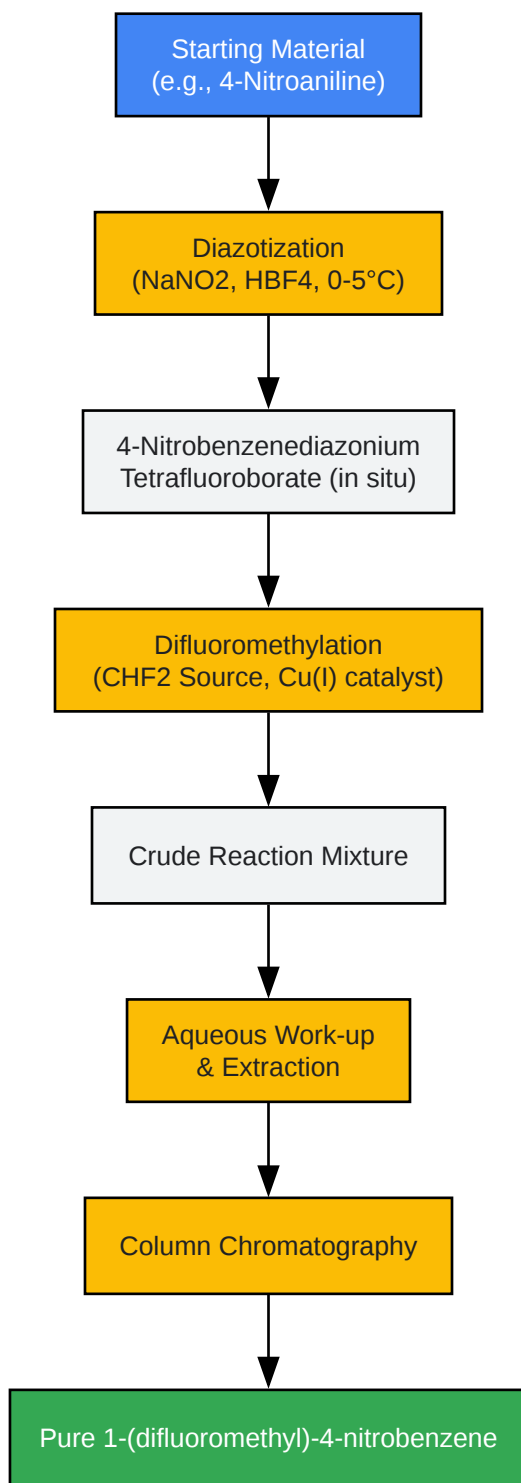 Starting Material
(e.g., 4-Nitroaniline)
Diazotization
(NaNO2, HBF4, 0-5°C)
4-Nitrobenzenediazonium
Tetrafluoroborate (in situ)
Difluoromethylation
(CHF2 Source, Cu(I) catalyst)
Crude Reaction Mixture
Aqueous Work-up
& Extraction
Column Chromatography
Pure 1-(difluoromethyl)-4-nitrobenzene